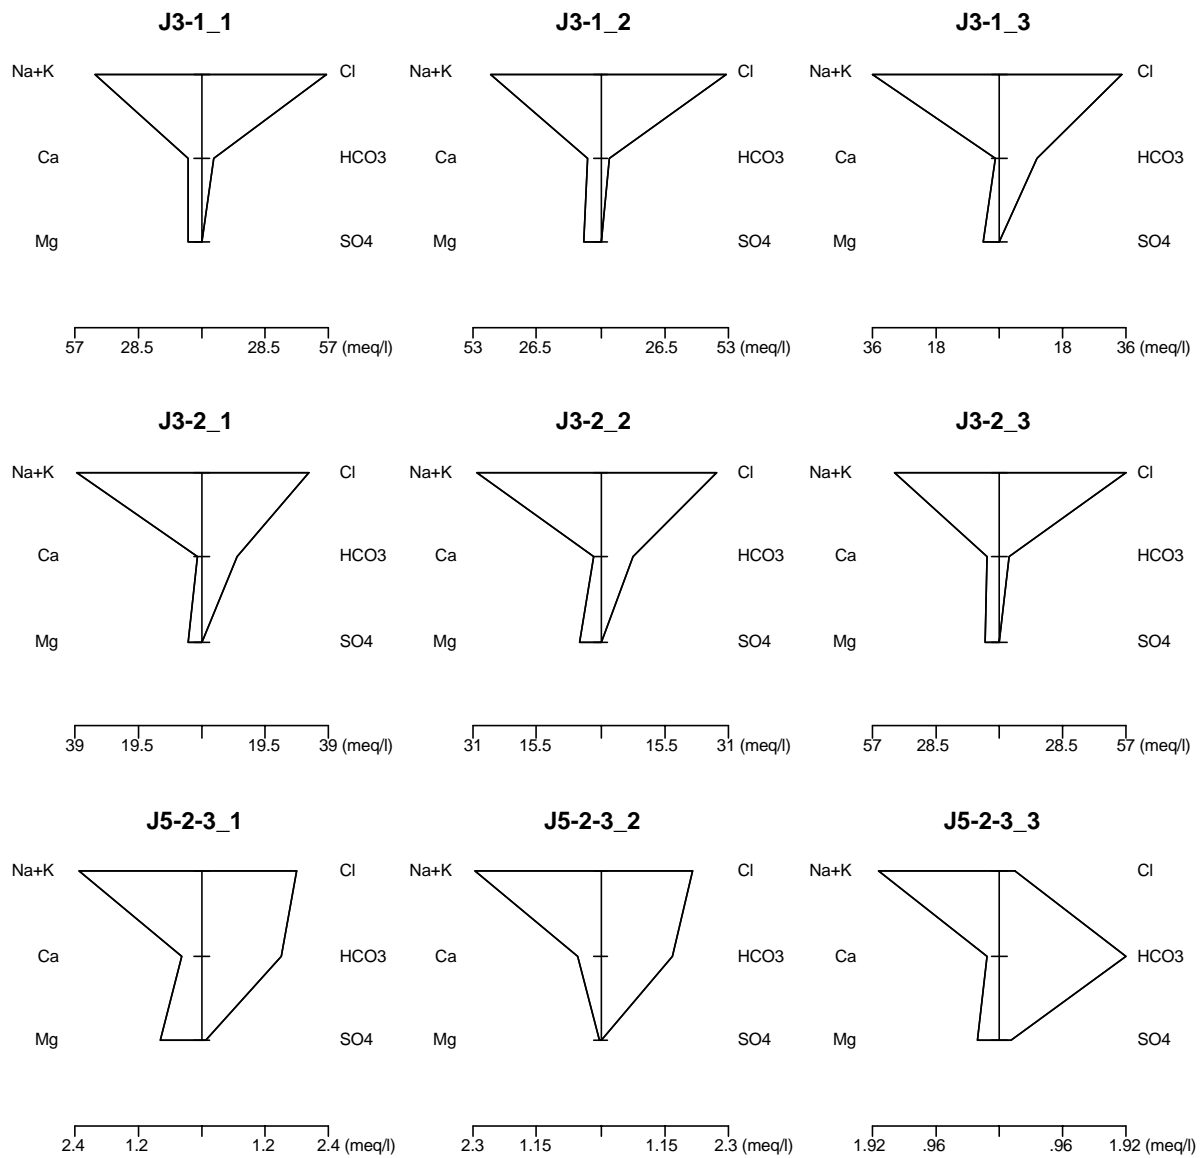 J3-1_1 J3-1_2 J3-1_3
Na+K Cl Na+K Cl Na+K Cl
Ca HCO3 Ca HCO3 Ca HCO3
Mg SO4 Mg SO4 Mg SO4
57 28.5 28.5 57 (meq/l) 53 26.5 26.5 53 (meq/l) 36 18 18 36 (meq/l)
J3-2_1 J3-2_2 J3-2_3
Na+K Cl Na+K Cl Na+K Cl
Ca HCO3 Ca HCO3 Ca HCO3
Mg SO4 Mg SO4 Mg SO4
39 19.5 19.5 39 (meq/l) 31 15.5 15.5 31 (meq/l) 57 28.5 28.5 57 (meq/l)
J5-2-3_1 J5-2-3_2 J5-2-3_3
Na+K Cl Na+K Cl Na+K Cl
Ca HCO3 Ca HCO3 Ca HCO3
Mg SO4 Mg SO4 Mg SO4
2.4 1.2 1.2 2.4 (meq/l) 2.3 1.15 1.15 2.3 (meq/l) 1.92 .96 .96 1.92 (meq/l)